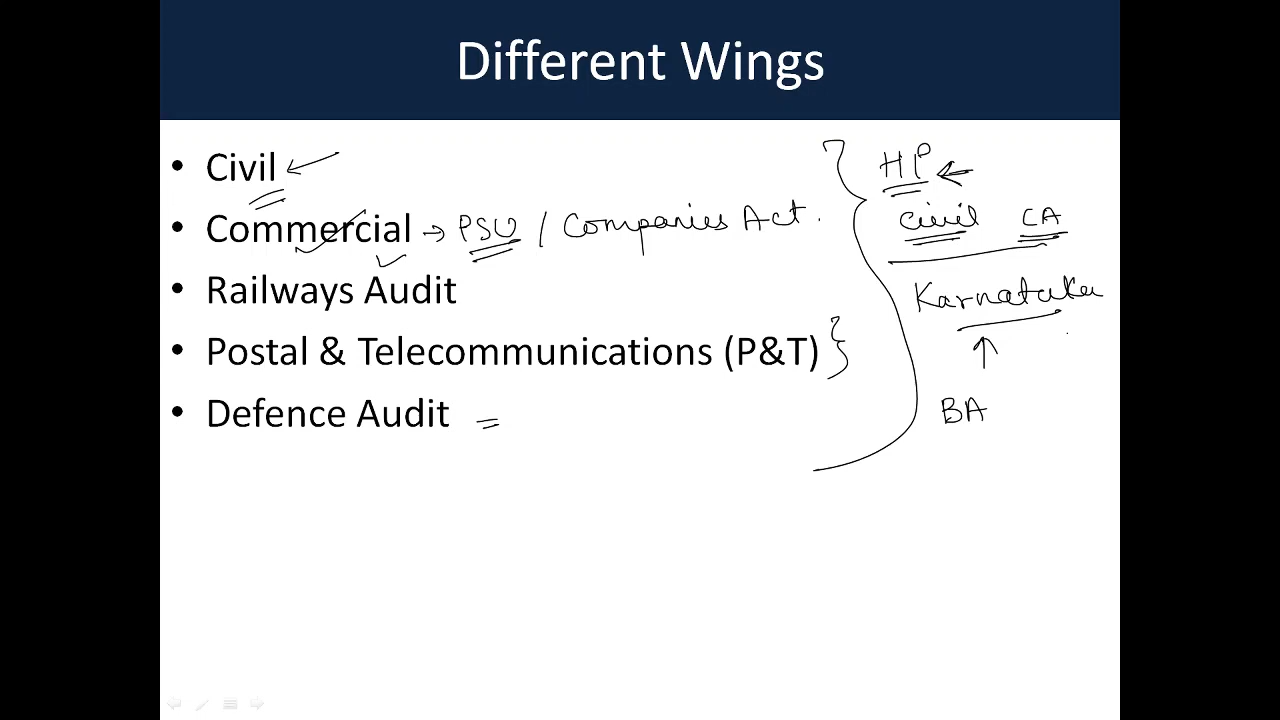 Different Wings
• Civil
• Commercial → PSU / Companies Act.
• Railways Audit
• Postal & Telecommunications (P&T)
• Defence Audit
HP
Civil CA
Karnataka
BA